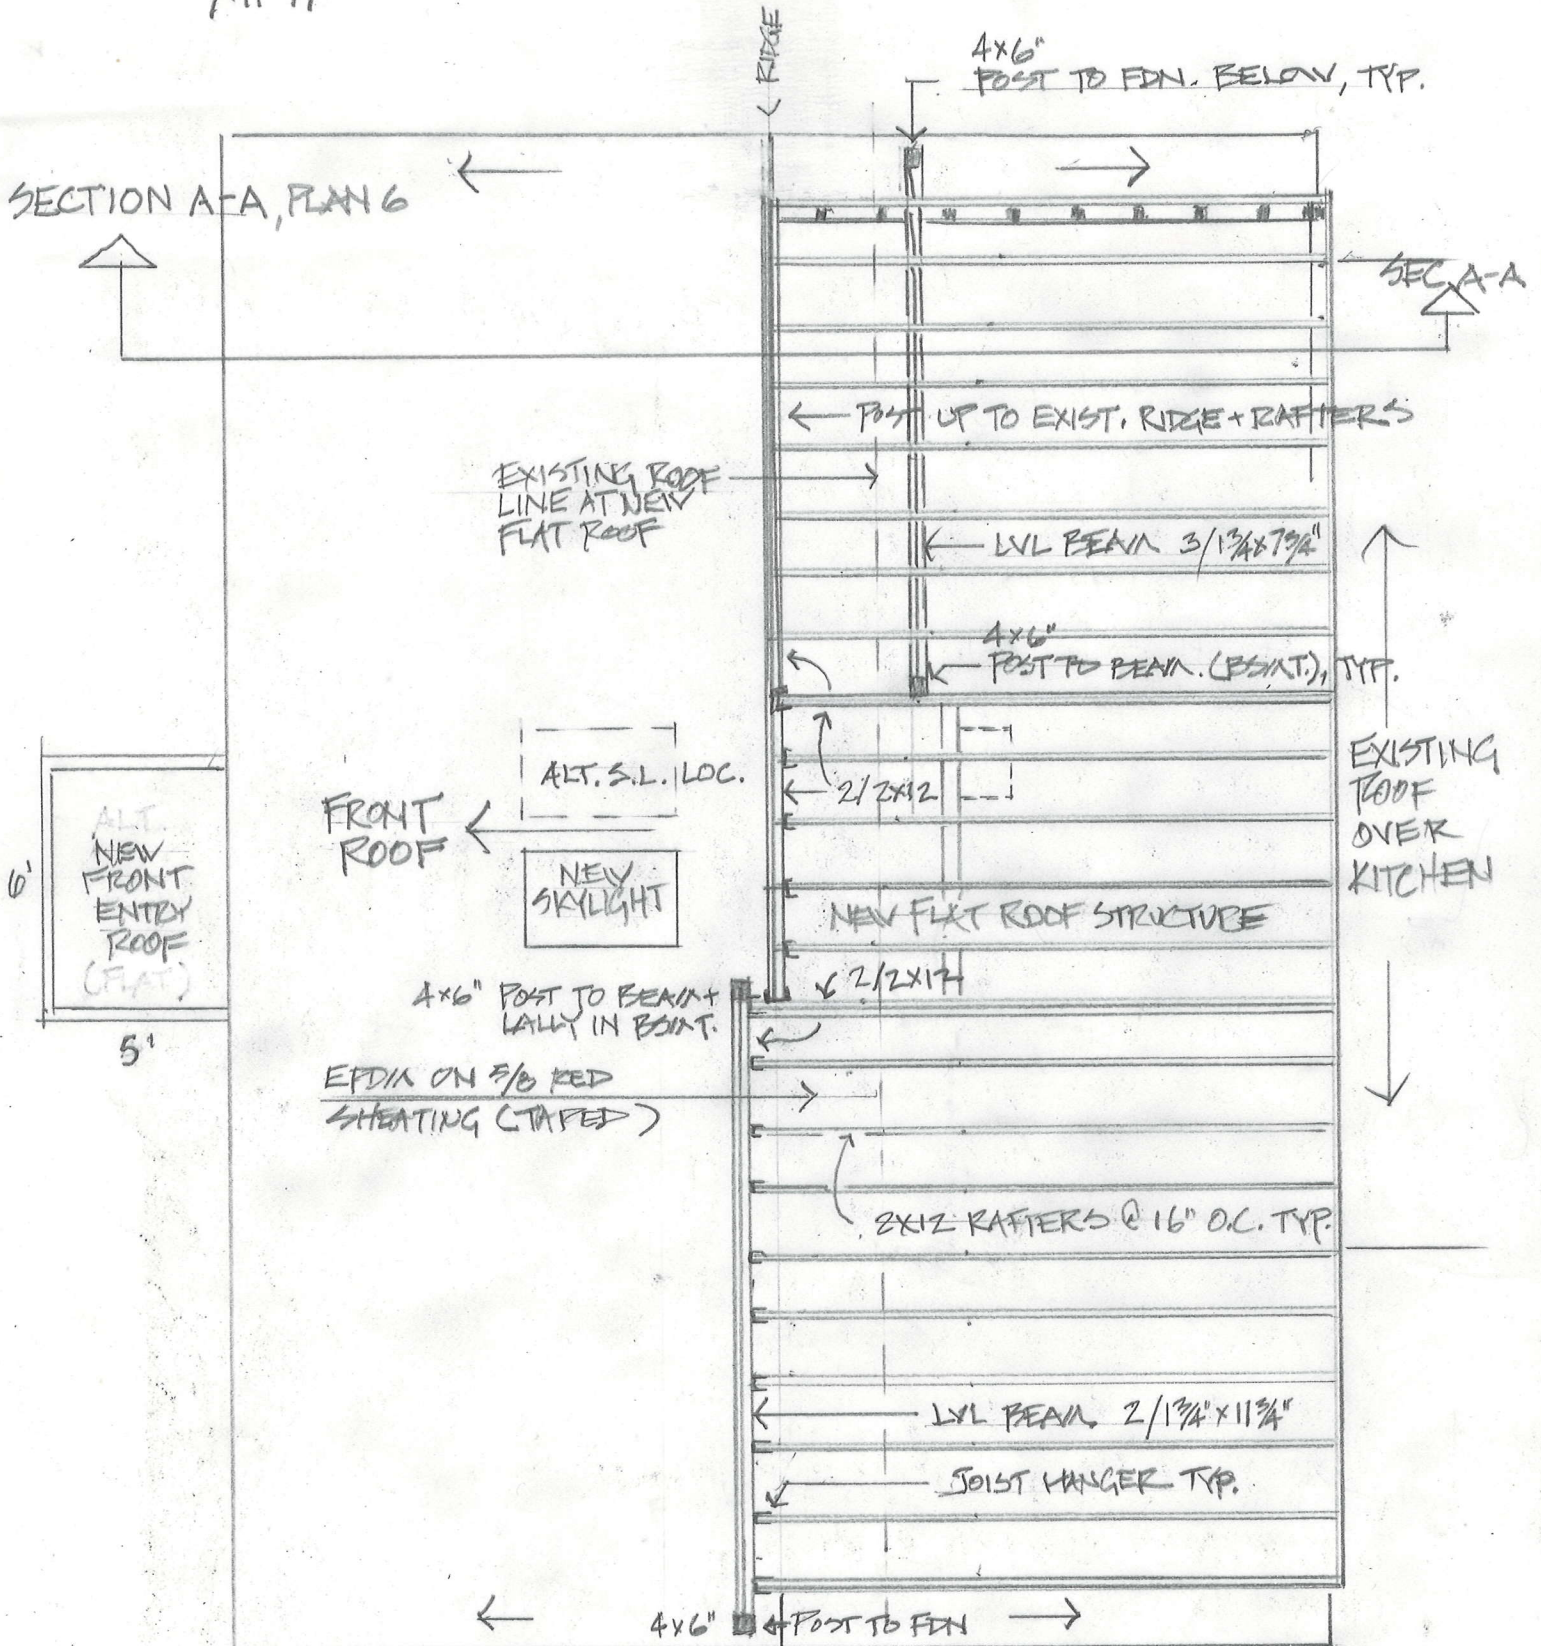 RIDGE
4x6"
POST TO FDN. BELOW, TYP.
SECTION A-A, PLAN 6
SEC. A-A
POST UP TO EXIST. RIDGE + RAFTERS
EXISTING ROOF
LINE AT NEW
FLAT ROOF
LVL BEAM 3/1¾x7¾"
4x6"
POST TO BEAM. (BSMT.), TYP.
ALT. S.L. LOC.
2/2x12
EXISTING
ROOF
OVER
KITCHEN
FRONT
ROOF
ALT.
NEW
FRONT
ENTRY
ROOF
(FLAT)
6'
5'
NEW
SKYLIGHT
NEW FLAT ROOF STRUCTURE
2/2x12
4x6" POST TO BEAM +
LALLY IN BSMT.
EPDM ON 5/8 RED
SHEATING (TAPED)
2x12 RAFTERS @ 16" O.C. TYP.
LVL BEAM. 2/1¾"x11¾"
JOIST HANGER TYP.
4x6"
POST TO FDN